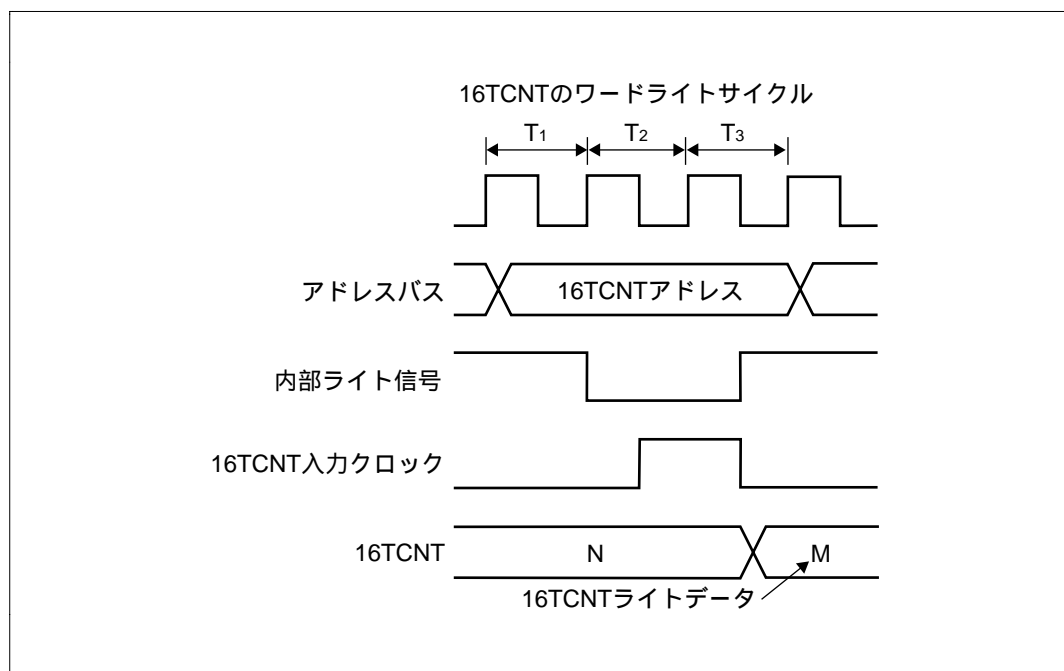 16TCNTのワードライトサイクル
T1 T2 T3
アドレスバス 16TCNTアドレス
内部ライト信号
16TCNT入力クロック
16TCNT N M
16TCNTライトデータ